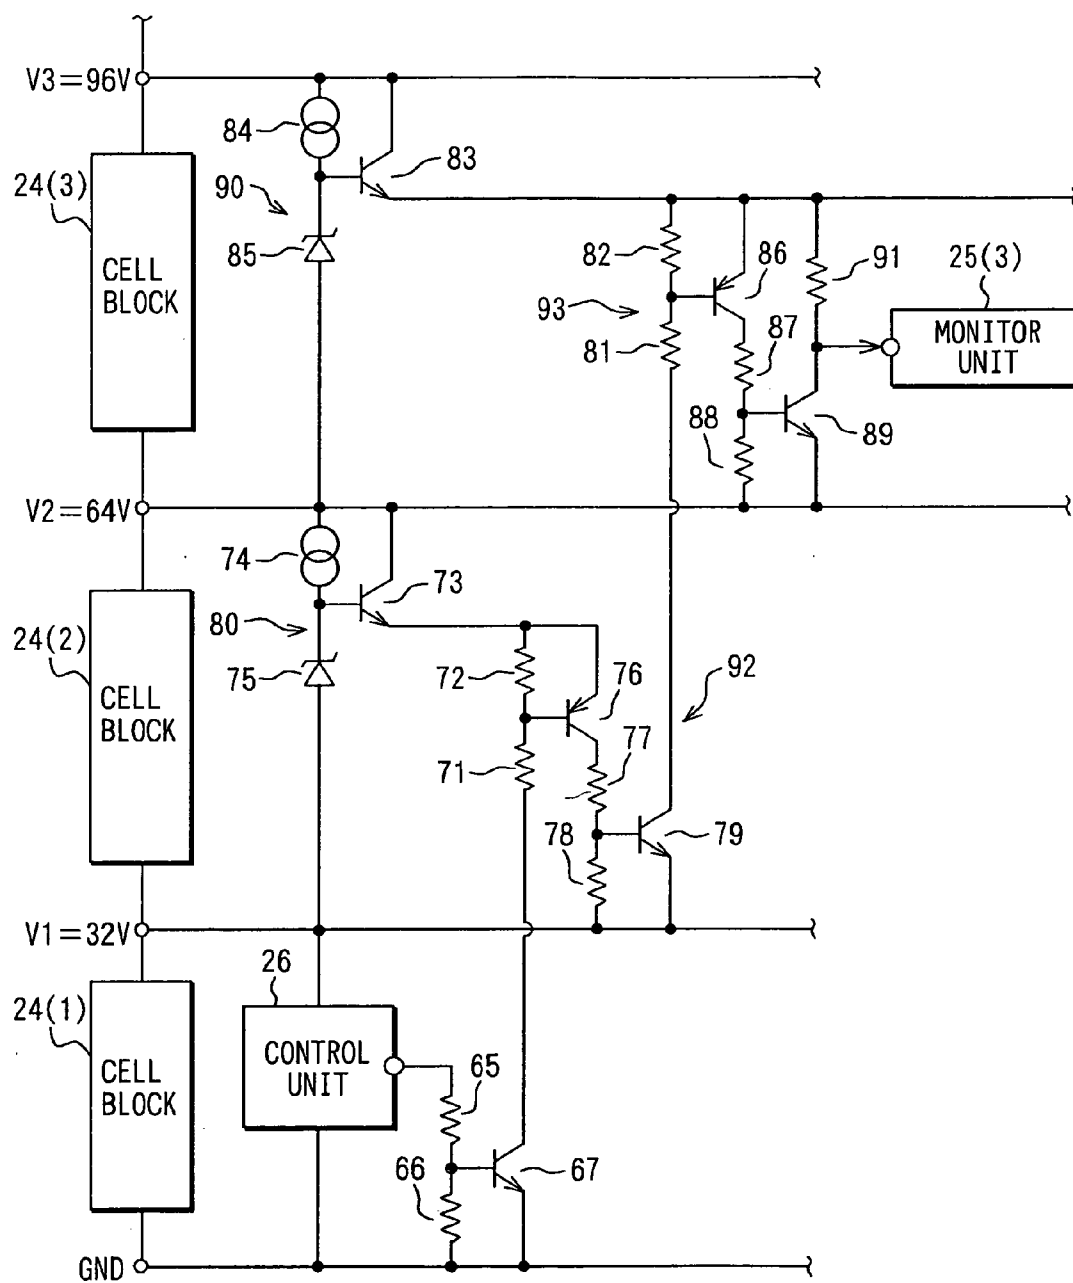 V3=96V
84
83
24(3)
90
85
CELL
BLOCK
82
86
91
25(3)
93
81
87
MONITOR
UNIT
88
89
V2=64V
74
73
24(2)
80
75
CELL
BLOCK
72
76
92
71
77
78
79
V1=32V
26
24(1)
CELL
BLOCK
CONTROL
UNIT
65
66
67
GND